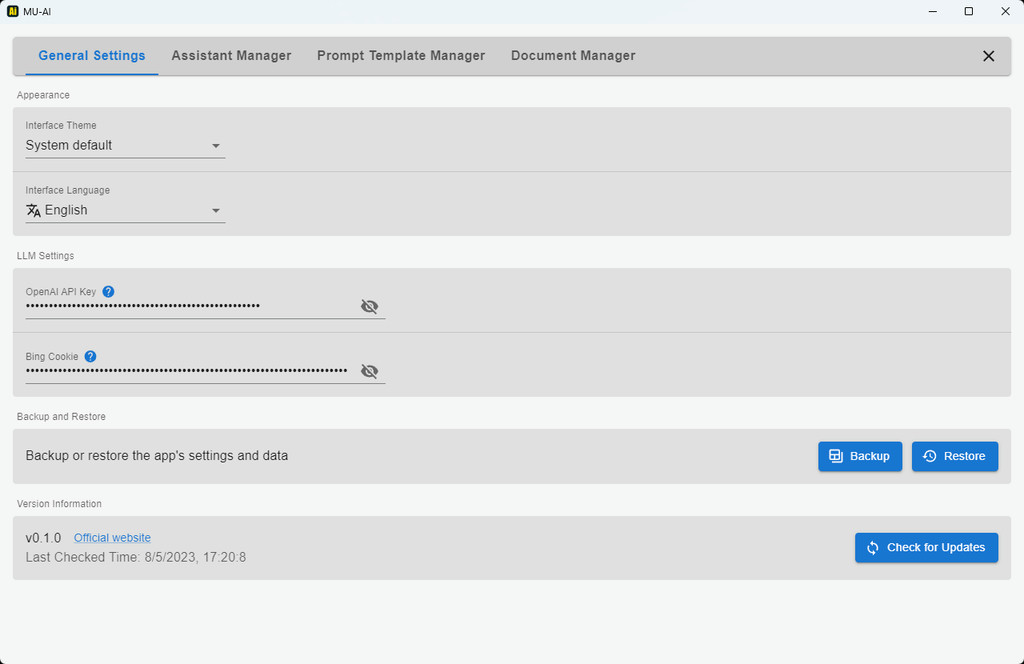 AI MU-AI
General Settings Assistant Manager Prompt Template Manager Document Manager
Appearance
Interface Theme
System default
Interface Language
English
LLM Settings
OpenAI API Key ?
Bing Cookie ?
Backup and Restore
Backup or restore the app's settings and data
Backup Restore
Version Information
v0.1.0 Official website
Last Checked Time: 8/5/2023, 17:20:8
Check for Updates